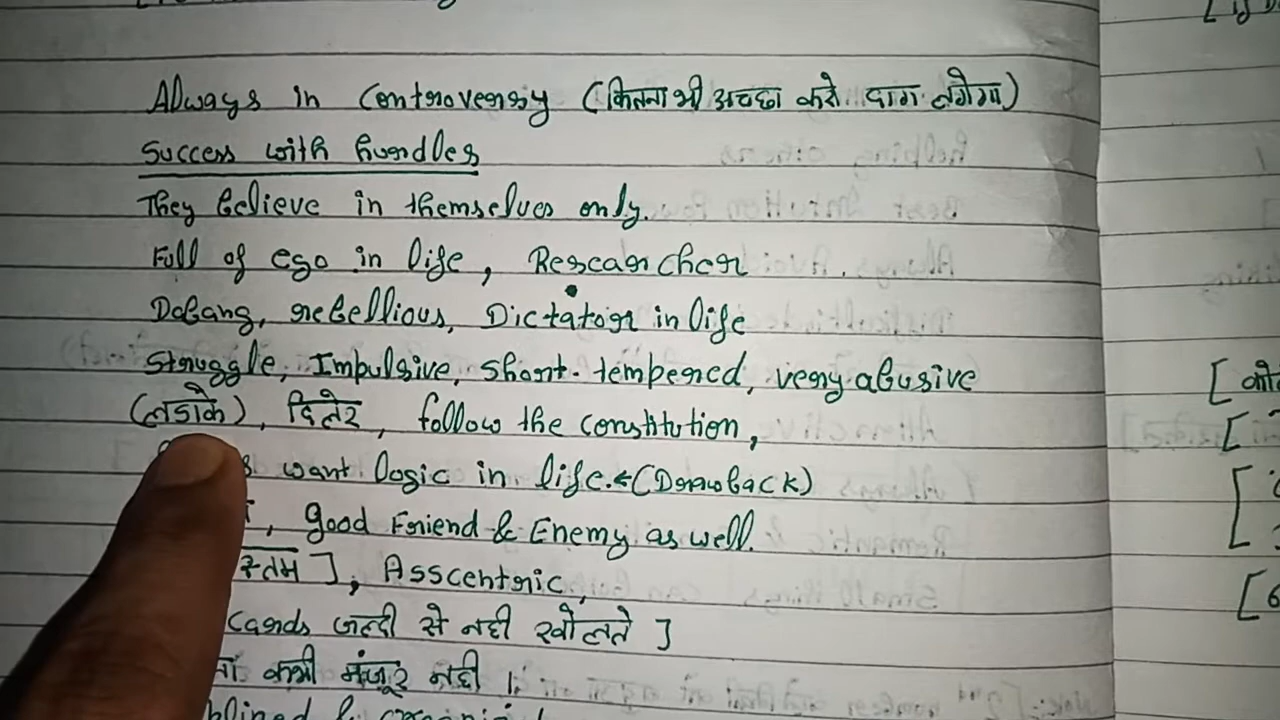 Always in Controversy (कितना भी अच्छा करो दाग लगेगा)
Success with hurdles
They believe in themselves only.
Full of ego in life, Researcher
Dabang, rebellious, Dictator in life
Struggle, Impulsive, short-tempered, very abusive
(लडाके), दिलेर, follow the constitution,
want logic in life. ←(Drawback)
, good Friend & Enemy as well.
], Asscentric,
Cards जल्दी से नही खोलते ]
कभी मंजूर नही ।